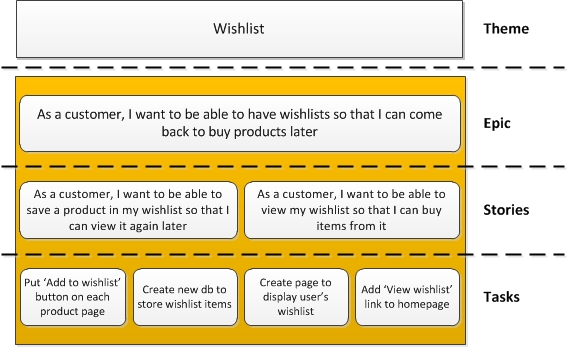 Wishlist
Theme
As a customer, I want to be able to have wishlists so that I can come
back to buy products later
Epic
As a customer, I want to be able to
save a product in my wishlist so that I
can view it again later
As a customer, I want to be able to
view my wishlist so that I can buy
items from it
Stories
Put 'Add to wishlist'
button on each
product page
Create new db to
store wishlist items
Create page to
display user's
wishlist
Add 'View wishlist'
link to homepage
Tasks